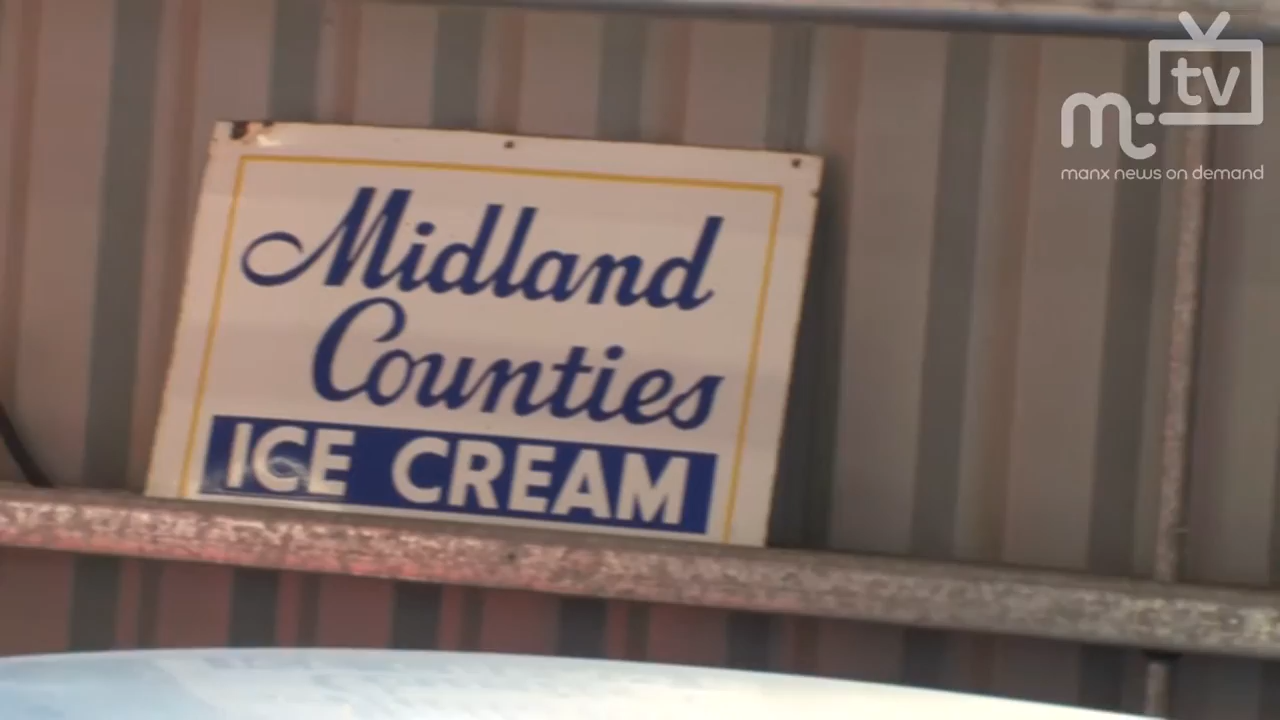 Midland
Counties
ICE CREAM
m.tv
manx news on demand